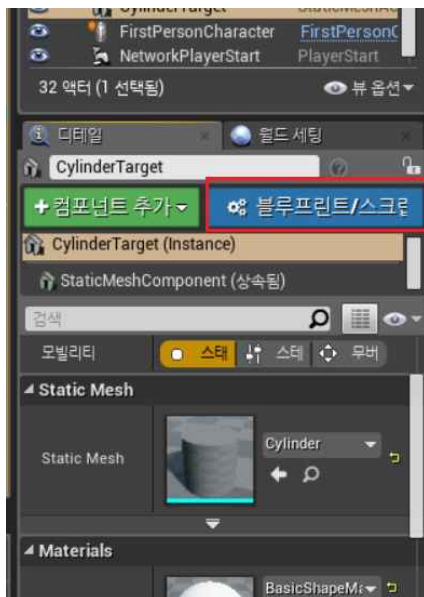 CylinderTarget StaticMeshAc
FirstPersonCharacter FirstPersonC
NetworkPlayerStart PlayerStart
32 액터 (1 선택됨) 뷰 옵션
디테일 월드 세팅
CylinderTarget
+컴포넌트 추가 블루프린트/스크립
CylinderTarget (Instance)
StaticMeshComponent (상속됨)
검색
모빌리티 스태 스테 무버
Static Mesh
Static Mesh Cylinder
Materials
BasicShapeMa